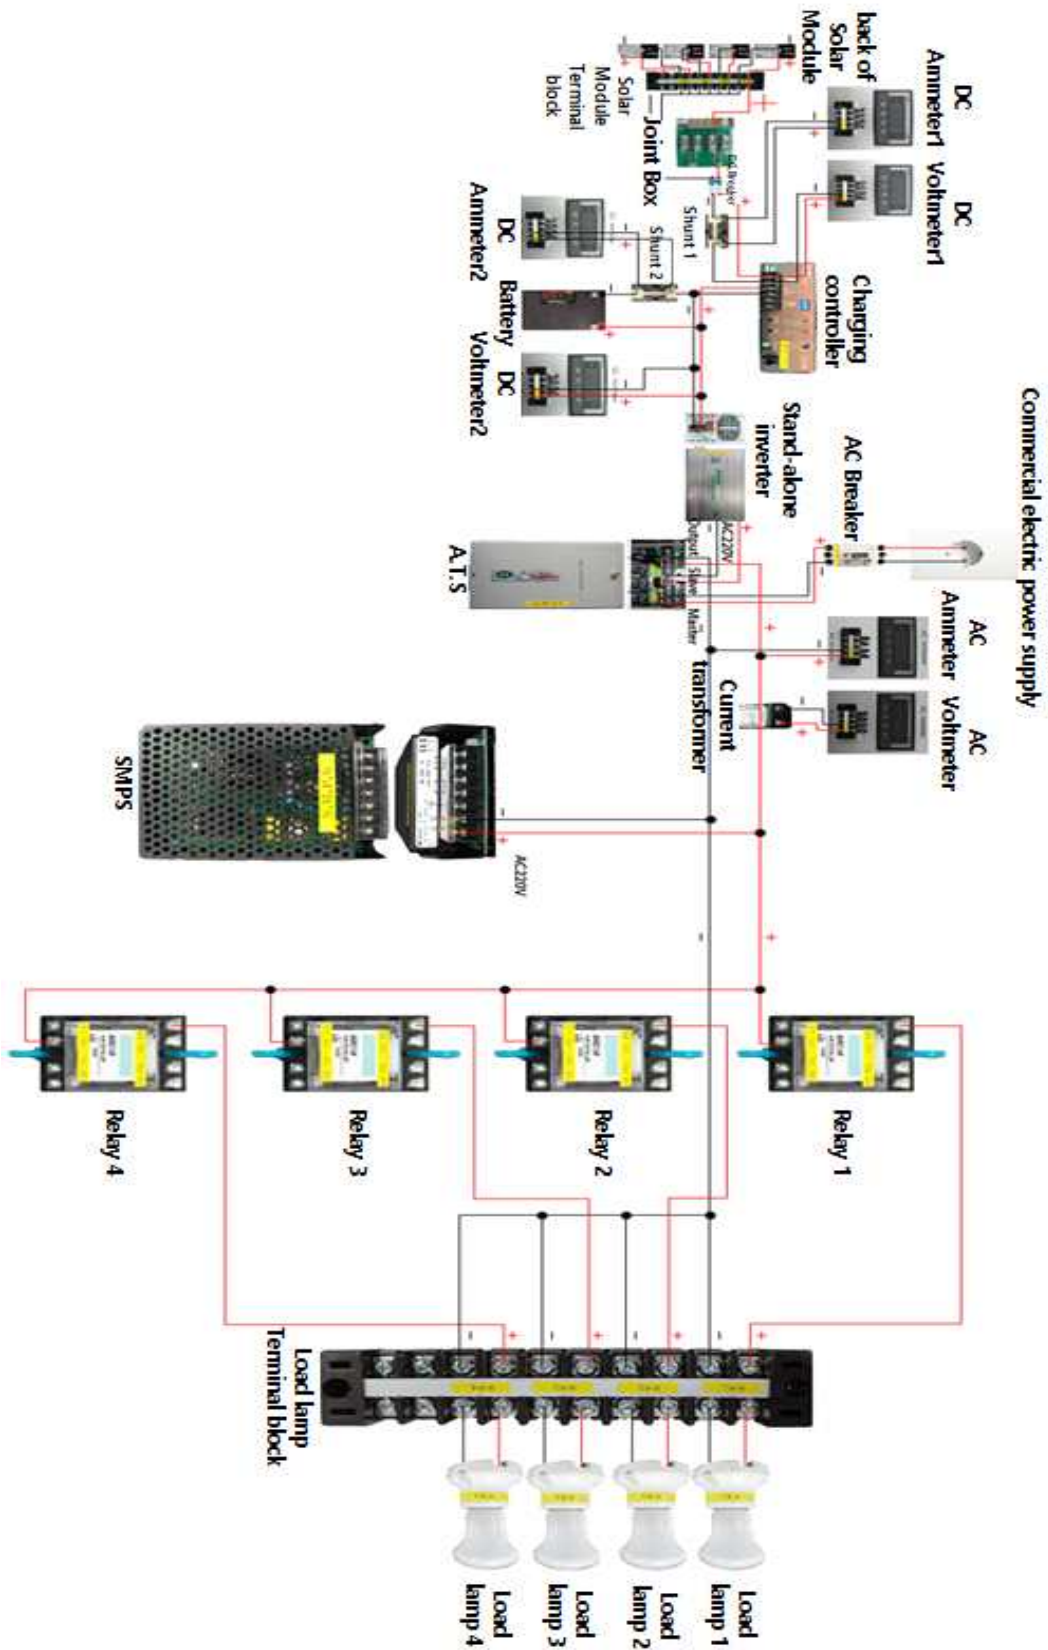 Commercial electric power supply
DC
Ammeter1
DC
Voltmeter1
AC
Ammeter
AC
Voltmeter
back of
Solar
Module
Charging
controller
AC Breaker
Solar
Module
Terminal
block
Joint Box
Shunt 1
Shunt 2
Stand-alone
inverter
AC220V
Output
Slave
Master
Current
transformer
DC
Ammeter2
Battery
DC
Voltmeter2
A.T.S
AC220V
SMPS
Relay 1
Relay 2
Relay 3
Relay 4
Load lamp
Terminal block
Load
lamp 1
Load
lamp 2
Load
lamp 3
Load
lamp 4